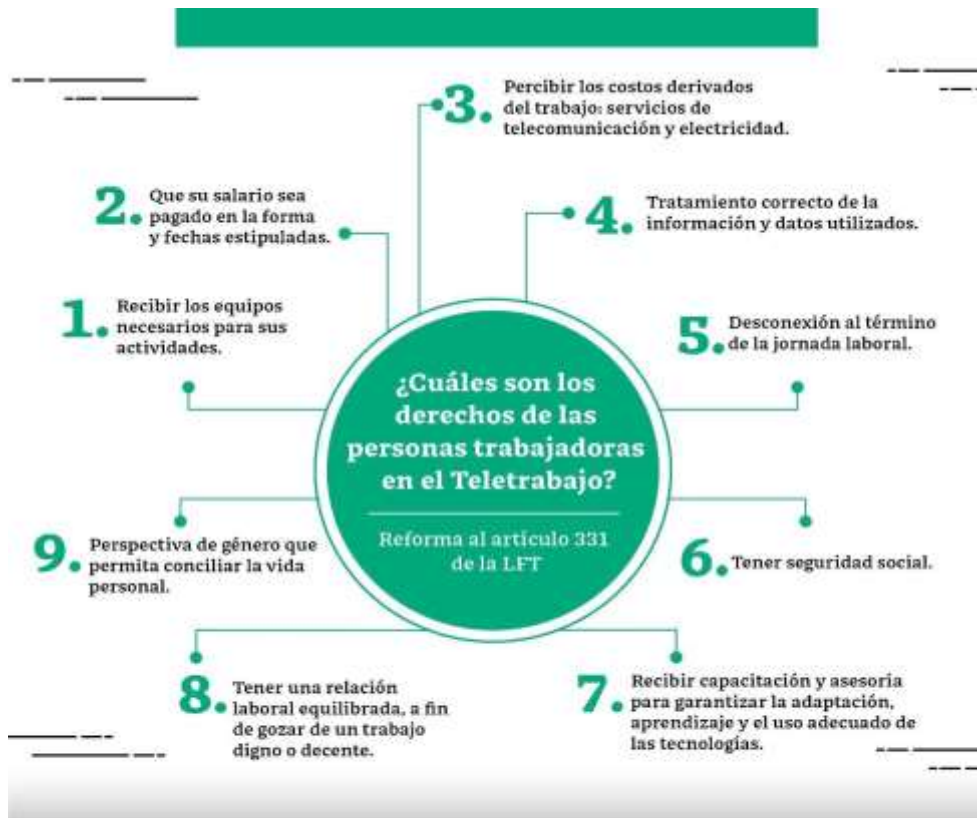 ¿Cuáles son los
derechos de las
personas trabajadoras
en el Teletrabajo?
Reforma al artículo 331
de la LFT
1.
Recibir los equipos
necesarios para sus
actividades.
2.
Que su salario sea
pagado en la forma
y fechas estipuladas.
3.
Percibir los costos derivados
del trabajo: servicios de
telecomunicación y electricidad.
4.
Tratamiento correcto de la
información y datos utilizados.
5.
Desconexión al término
de la jornada laboral.
6.
Tener seguridad social.
7.
Recibir capacitación y asesoría
para garantizar la adaptación,
aprendizaje y el uso adecuado de
las tecnologías.
8.
Tener una relación
laboral equilibrada, a fin
de gozar de un trabajo
digno o decente.
9.
Perspectiva de género que
permita conciliar la vida
personal.